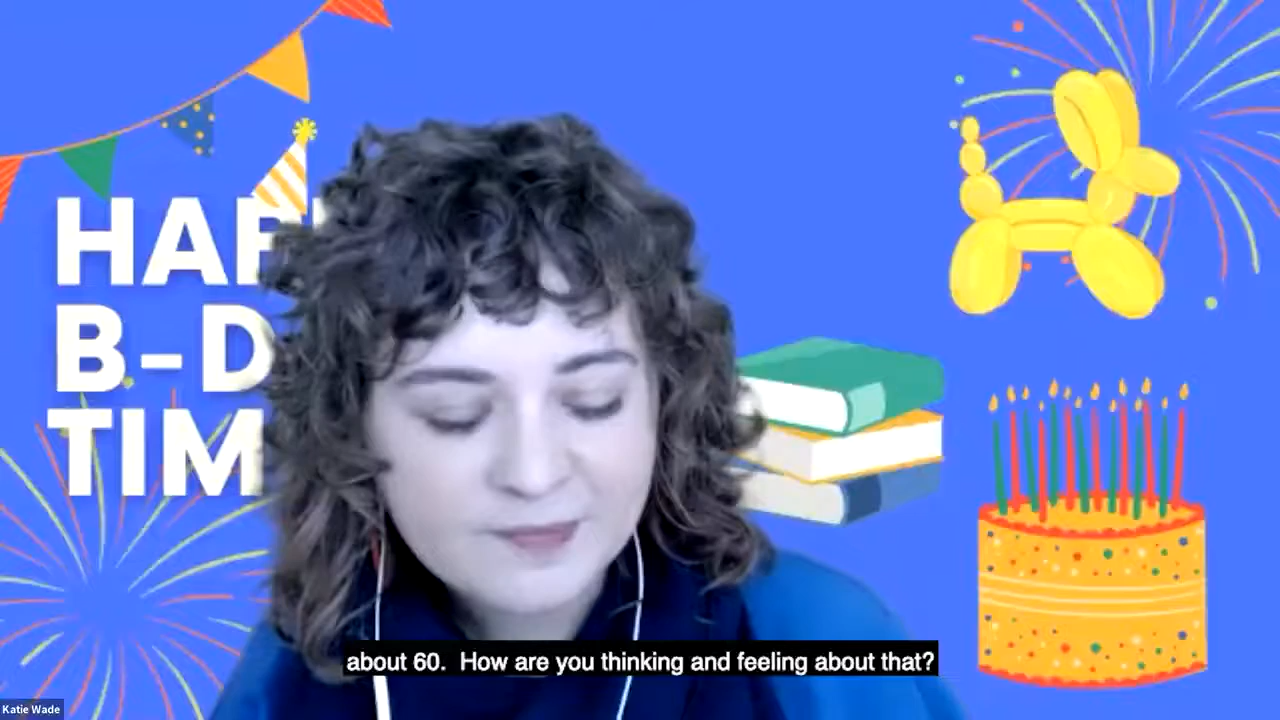 HAP
B-D
TIM
about 60.  How are you thinking and feeling about that?
Katie Wade